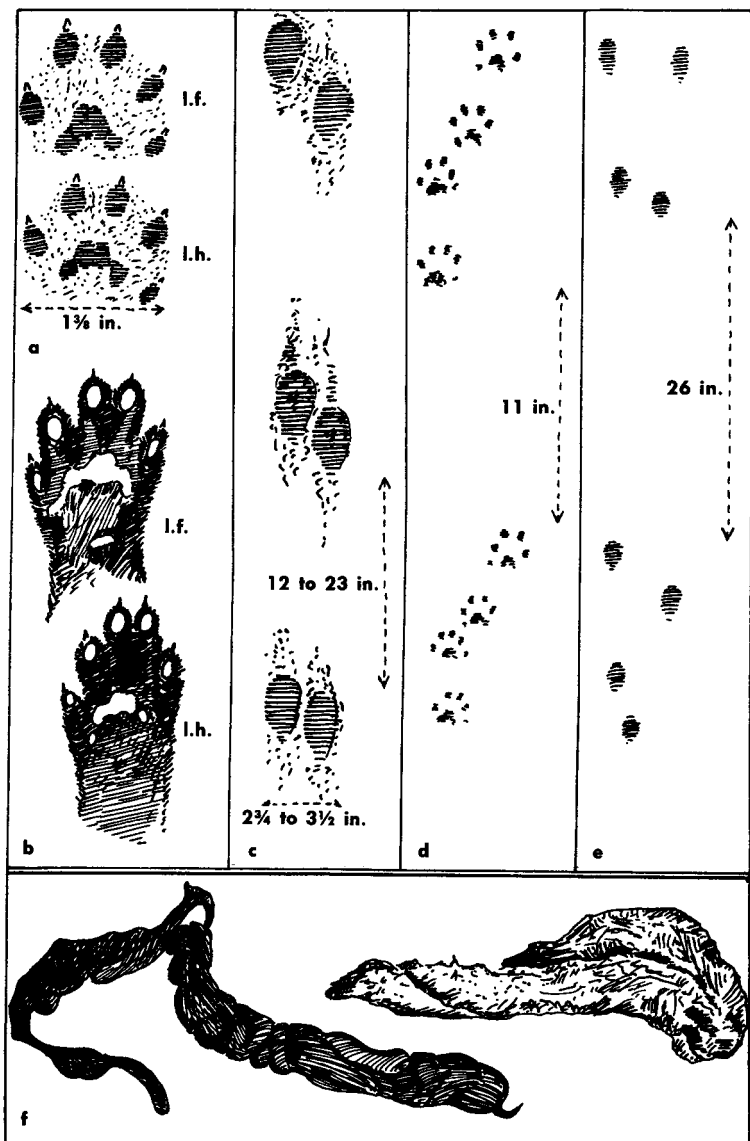 l.f.
l.h.
1⅜ in.
a
l.f.
l.h.
b
12 to 23 in.
2¾ to 3½ in.
c
11 in.
d
26 in.
e
f